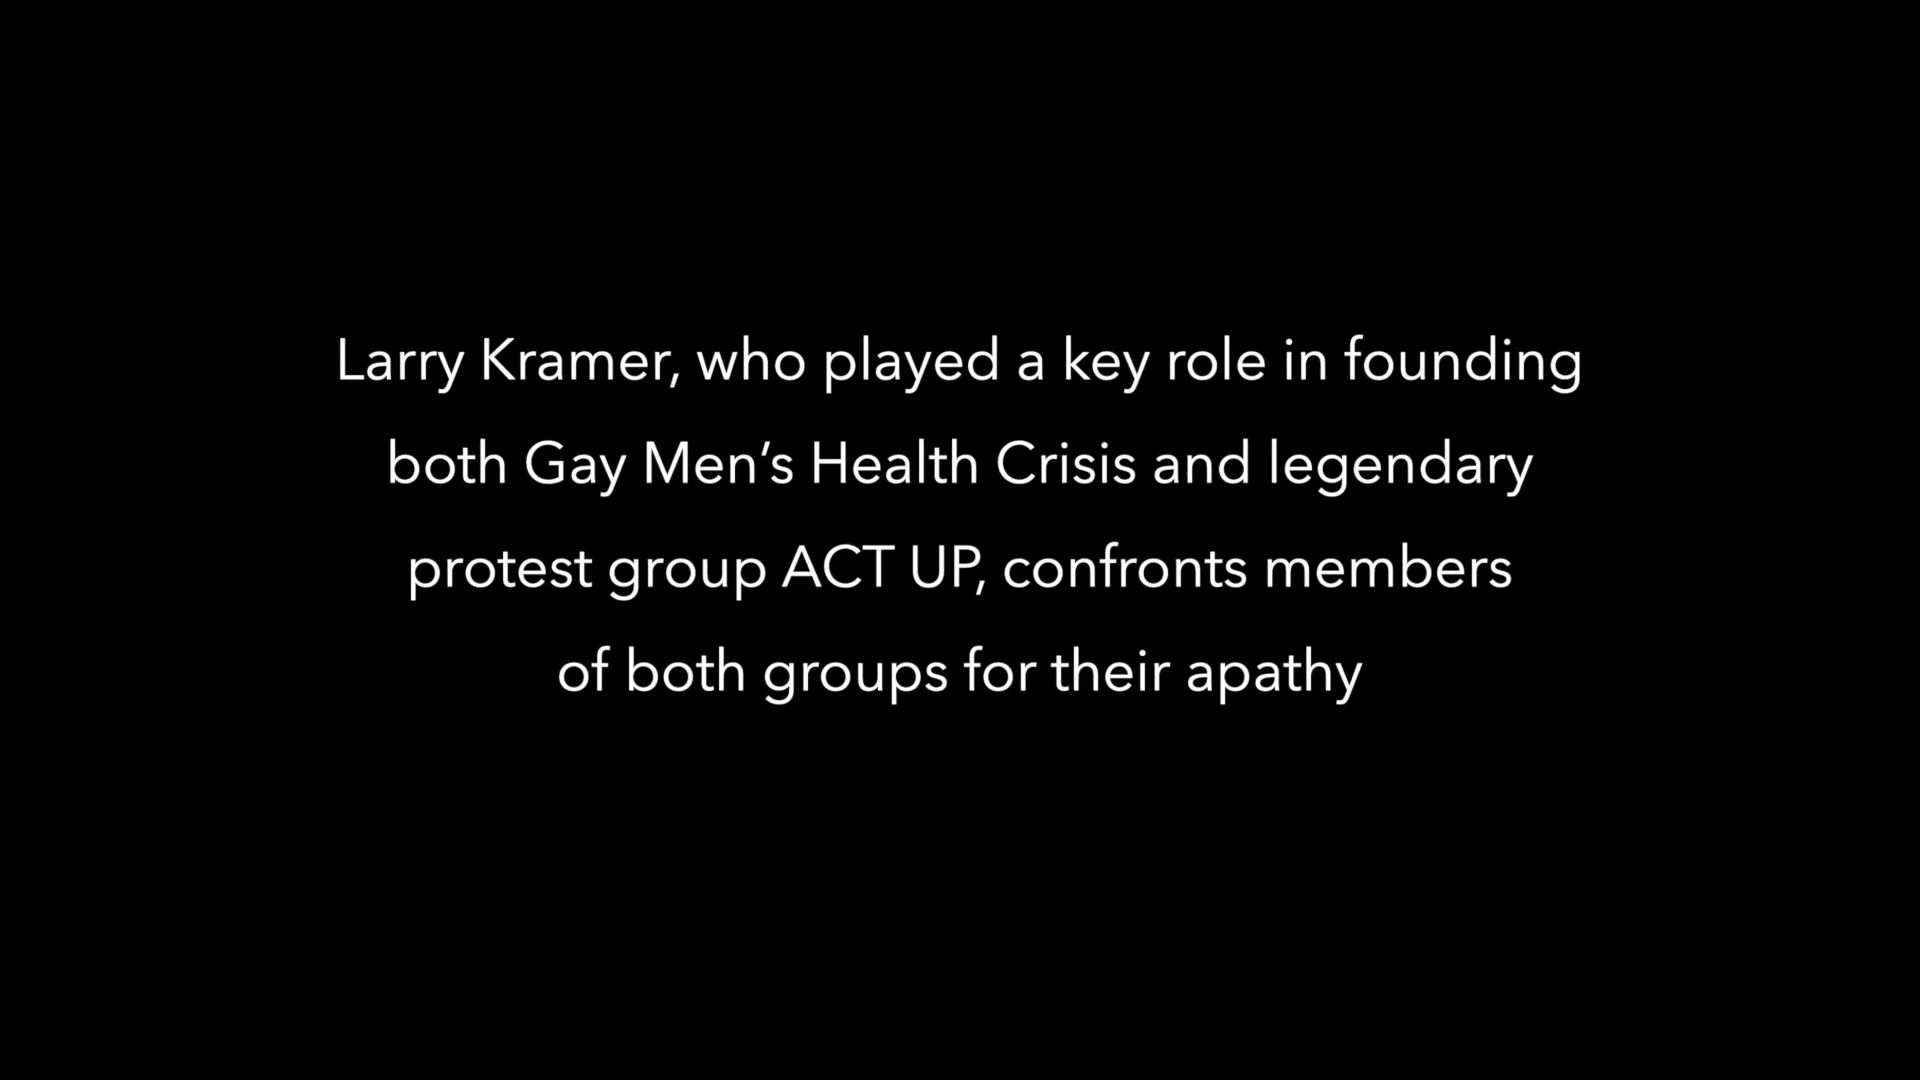 Larry Kramer, who played a key role in founding
both Gay Men’s Health Crisis and legendary
protest group ACT UP, confronts members
of both groups for their apathy